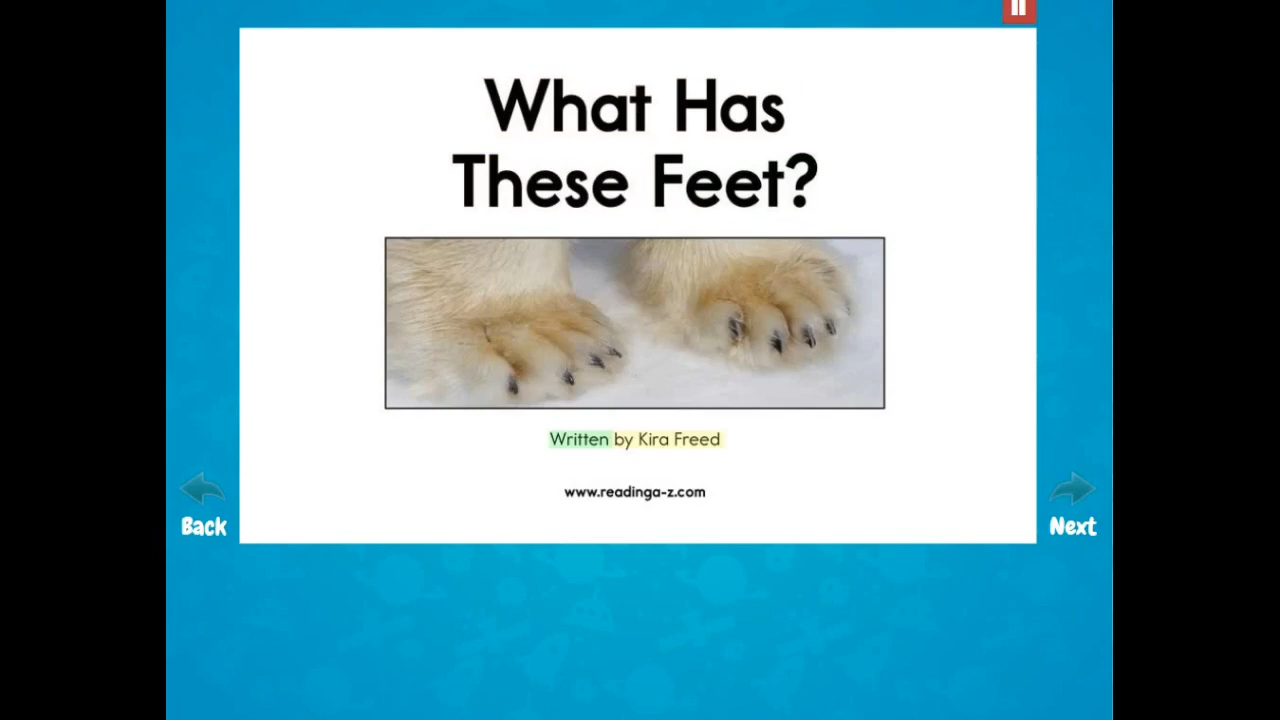 What Has
These Feet?
Written by Kira Freed
www.readinga-z.com
Back
Next